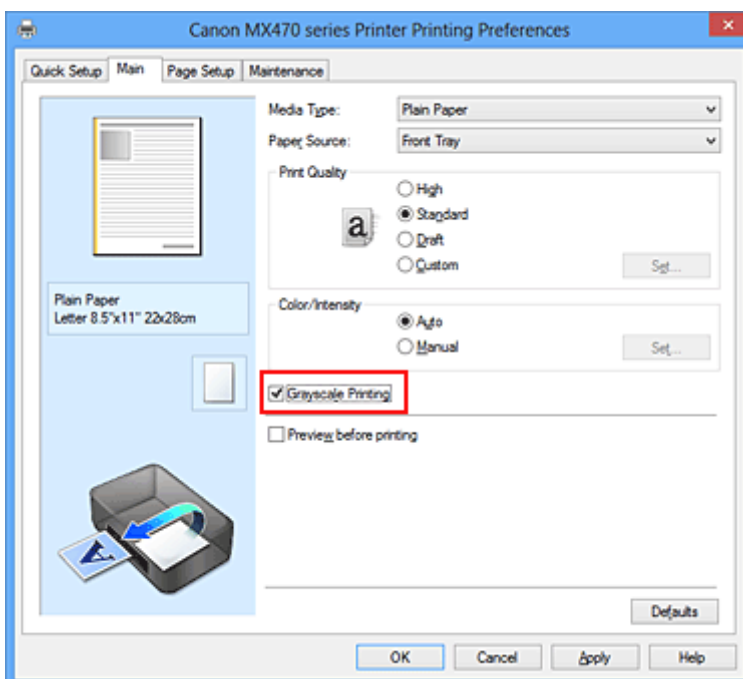 Canon MX470 series Printer Printing Preferences
Quick Setup Main Page Setup Maintenance
Media Type: Plain Paper
Paper Source: Front Tray
Print Quality
High
a
Standard
Draft
Custom Set...
Plain Paper
Letter 8.5"x11" 22x28cm
Color/Intensity
Auto
Manual Set...
Grayscale Printing
Preview before printing
A
Defaults
OK Cancel Apply Help